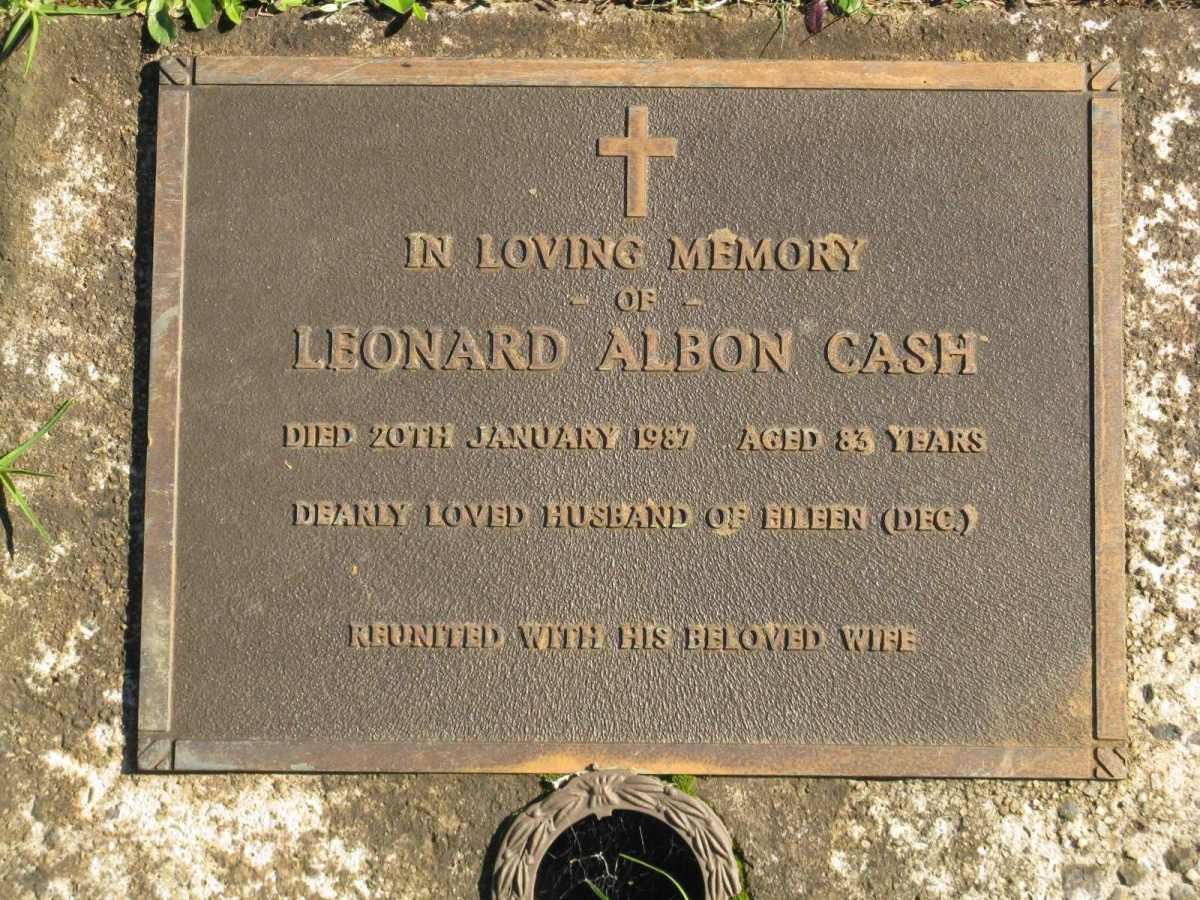 IN LOVING MEMORY
- OF -
LEONARD ALBON CASH
DIED 20TH JANUARY 1987 AGED 83 YEARS
DEARLY LOVED HUSBAND OF EILEEN (DEC.)
REUNITED WITH HIS BELOVED WIFE